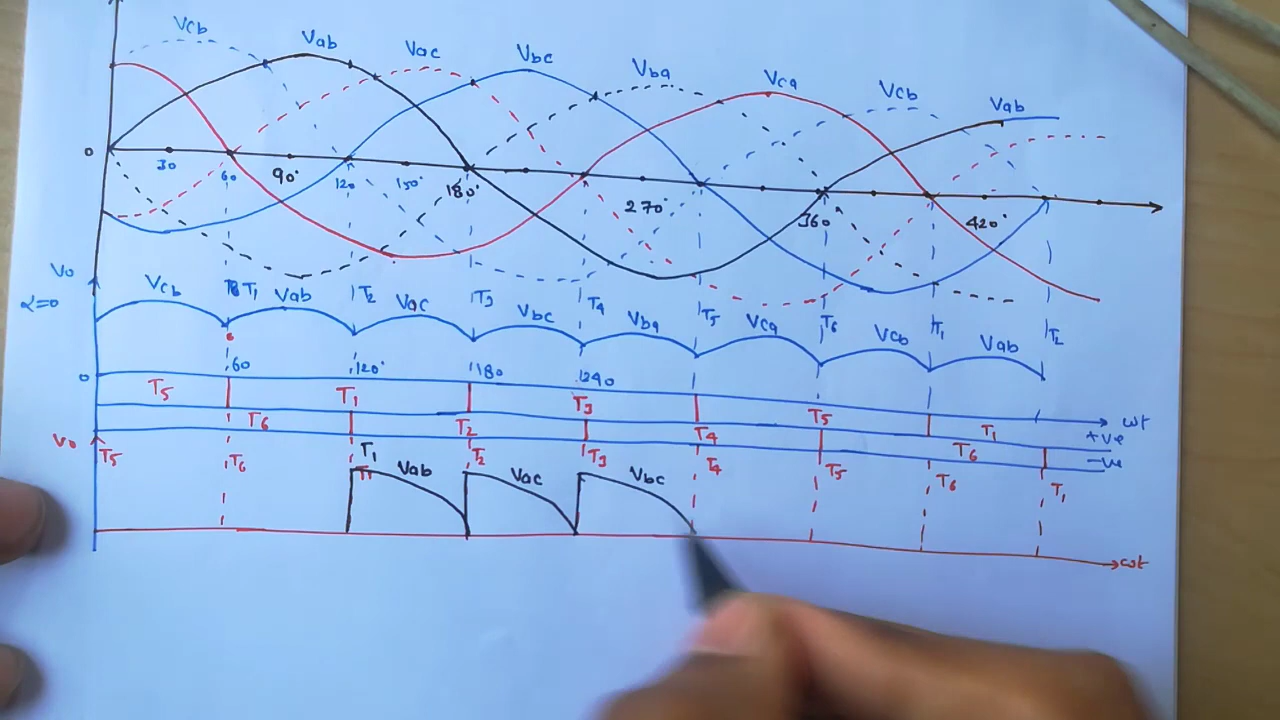 Vcb Vab Vac Vbc Vba Vca Vcb Vab
0 30 60 90° 120 150° 180° 270° 360 420°
Vo
α=0 Vcb T1 Vab T2 Vac T3 Vbc T4 Vba T5 Vca T6 Vcb T1 Vab T2
0 60 120° 180 240
T5 T1 T3 T5 T1 wt
T6 T2 T4 T6 +ve
-ve
Vo T5 T6 T1 T2 T3 T4 T5 T6 T1
T1 Vab Vac Vbc
wt